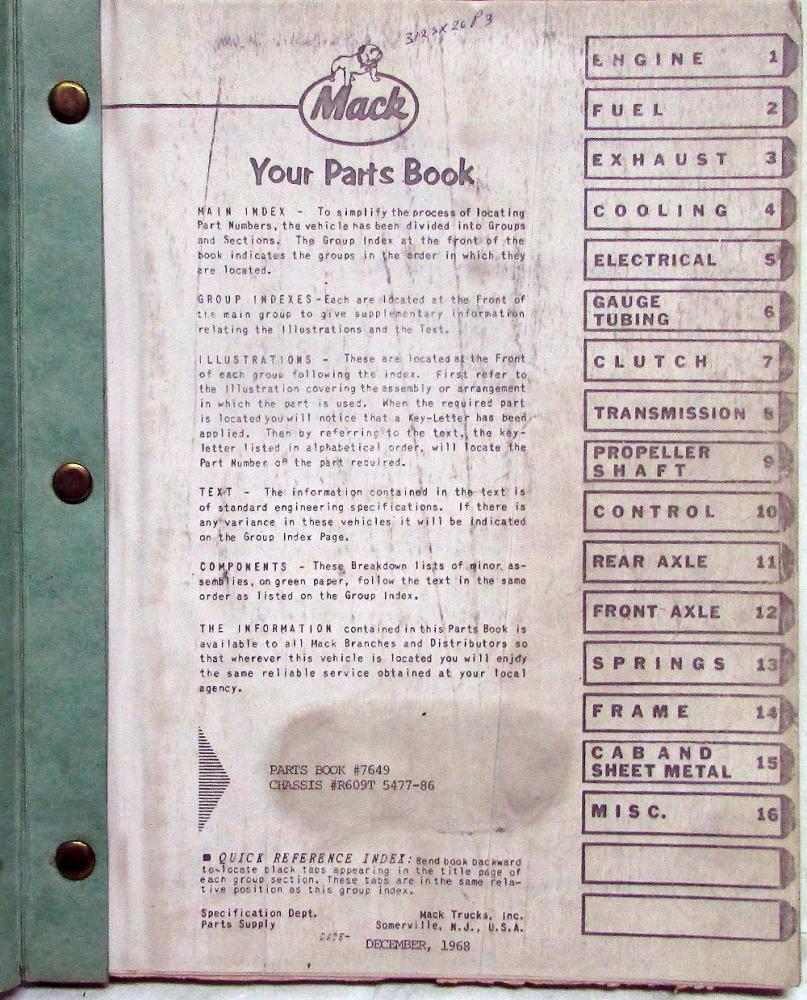 3123X26 P3
Mack
Your Parts Book
MAIN INDEX - To simplify the process of locating
Part Numbers, the vehicle has been divided into Groups
and Sections. The Group Index at the front of the
book indicates the groups in the order in which they
are located.
GROUP INDEXES-Each are located at the Front of
the main group to give supplementary information
relating the Illustrations and the Text.
ILLUSTRATIONS - These are located at the Front
of each group following the index. First refer to
the Illustration covering the assembly or arrangement
in which the part is used. When the required part
is located you will notice that a Key-Letter has been
applied. Then by referring to the text, the key-
letter listed in alphabetical order, will locate the
Part Number of the part required.
TEXT - The information contained in the text is
of standard engineering specifications. If there is
any variance in these vehicles it will be indicated
on the Group Index Page.
COMPONENTS - These Breakdown lists of minor as-
semblies, on green paper, follow the text in the same
order as listed on the Group Index.
THE INFORMATION contained in this Parts Book is
available to all Mack Branches and Distributors so
that wherever this vehicle is located you will enjoy
the same reliable service obtained at your local
agency.
PARTS BOOK #7649
CHASSIS #R609T 5477-86
■ QUICK REFERENCE INDEX: Bend book backward
to locate black tabs appearing in the title page of
each group section. These tabs are in the same rela-
tive position as this group index.
Specification Dept. Mack Trucks, Inc.
Parts Supply Somerville, N.J., U.S.A.
DATE-
DECEMBER, 1968
ENGINE 1
FUEL 2
EXHAUST 3
COOLING 4
ELECTRICAL 5
GAUGE
TUBING 6
CLUTCH 7
TRANSMISSION 8
PROPELLER
SHAFT 9
CONTROL 10
REAR AXLE 11
FRONT AXLE 12
SPRINGS 13
FRAME 14
CAB AND
SHEET METAL 15
MISC. 16